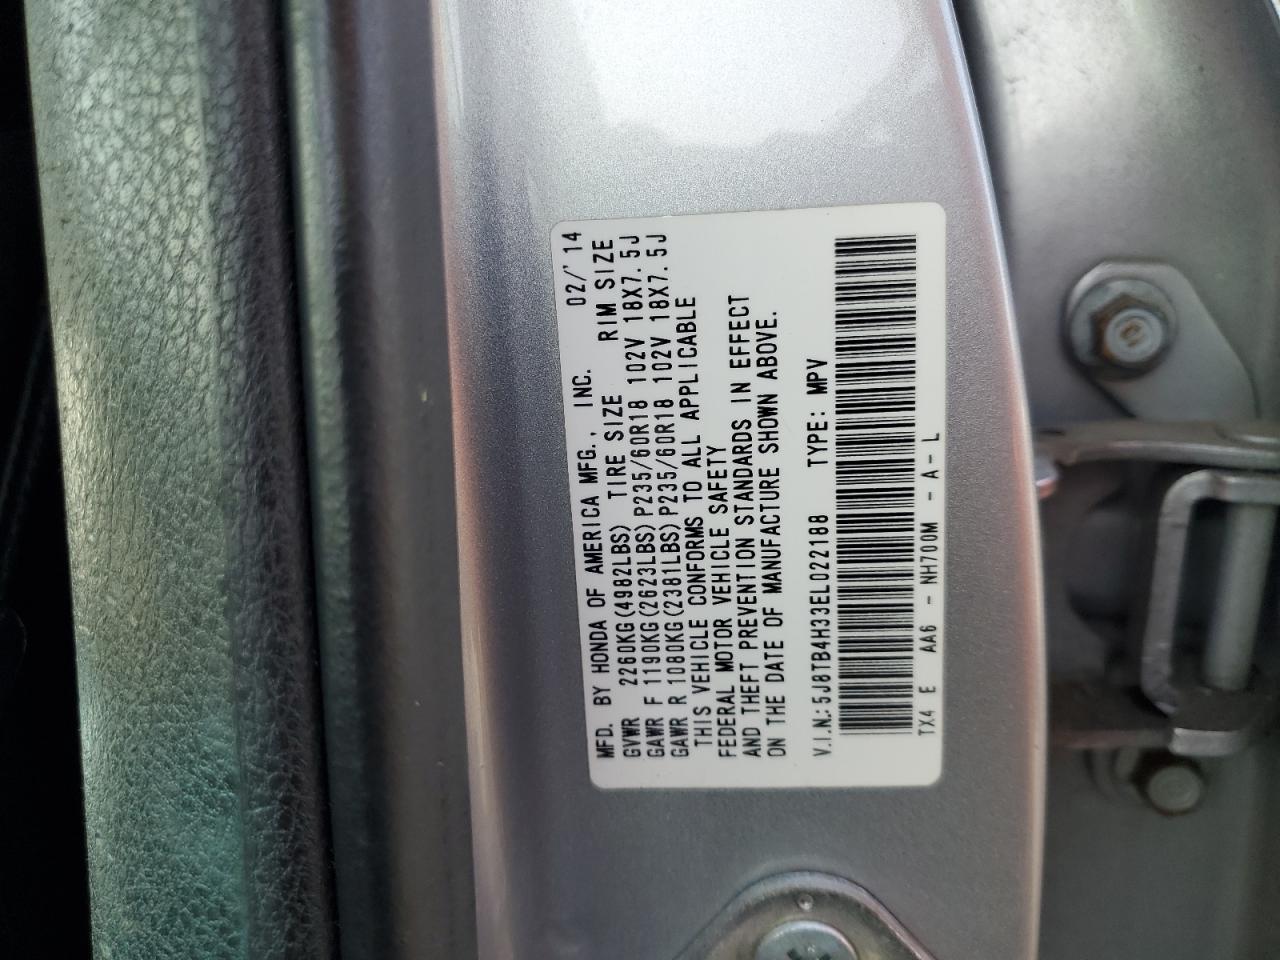 MFD. BY HONDA OF AMERICA MFG., INC. 02/'14
GVWR 2260KG(4982LBS) TIRE SIZE RIM SIZE
GAWR F 1190KG(2623LBS)P235/60R18 102V 18X7.5J
GAWR R 1080KG(2381LBS)P235/60R18 102V 18X7.5J
THIS VEHICLE CONFORMS TO ALL APPLICABLE
FEDERAL MOTOR VEHICLE SAFETY
AND THEFT PREVENTION STANDARDS IN EFFECT
ON THE DATE OF MANUFACTURE SHOWN ABOVE.
V.I.N.: 5J8TB4H33EL022188 TYPE: MPV
TX4 E AA6 - NH700M - A - L